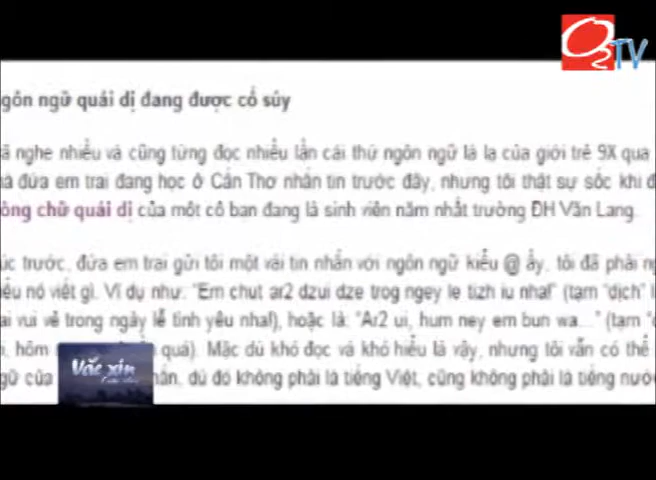 O2TV
gôn ngữ quái dị đang được cổ súy
ã nghe nhiều và cũng từng đọc nhiều lần cái thứ ngôn ngữ là lạ của giới trẻ 9X qua
đứa em trai đang học ở Cần Thơ nhắn tin trước đây, nhưng tôi thật sự sốc khi đ
òng chữ quái dị của một cô bạn đang là sinh viên năm nhất trường ĐH Văn Lang.
úc trước, đứa em trai gửi tôi một vài tin nhắn với ngôn ngữ kiểu @ ấy, tôi đã phải
nó viết gì. Ví dụ như: "Em chut ar2 dzui dze trog ngey le tizh iu nha!" (tạm "dịch"
ai vui vẻ trong ngày lễ tình yêu nha!), hoặc là: "Ar2 ui, hum ney em bun wa..." (tạm
hôm quá). Mặc dù khó đọc và khó hiểu là vậy, nhưng tôi vẫn có thể
ngữ của nhắn, dù đó không phải là tiếng Việt, cũng không phải là tiếng nước
Vắc xin